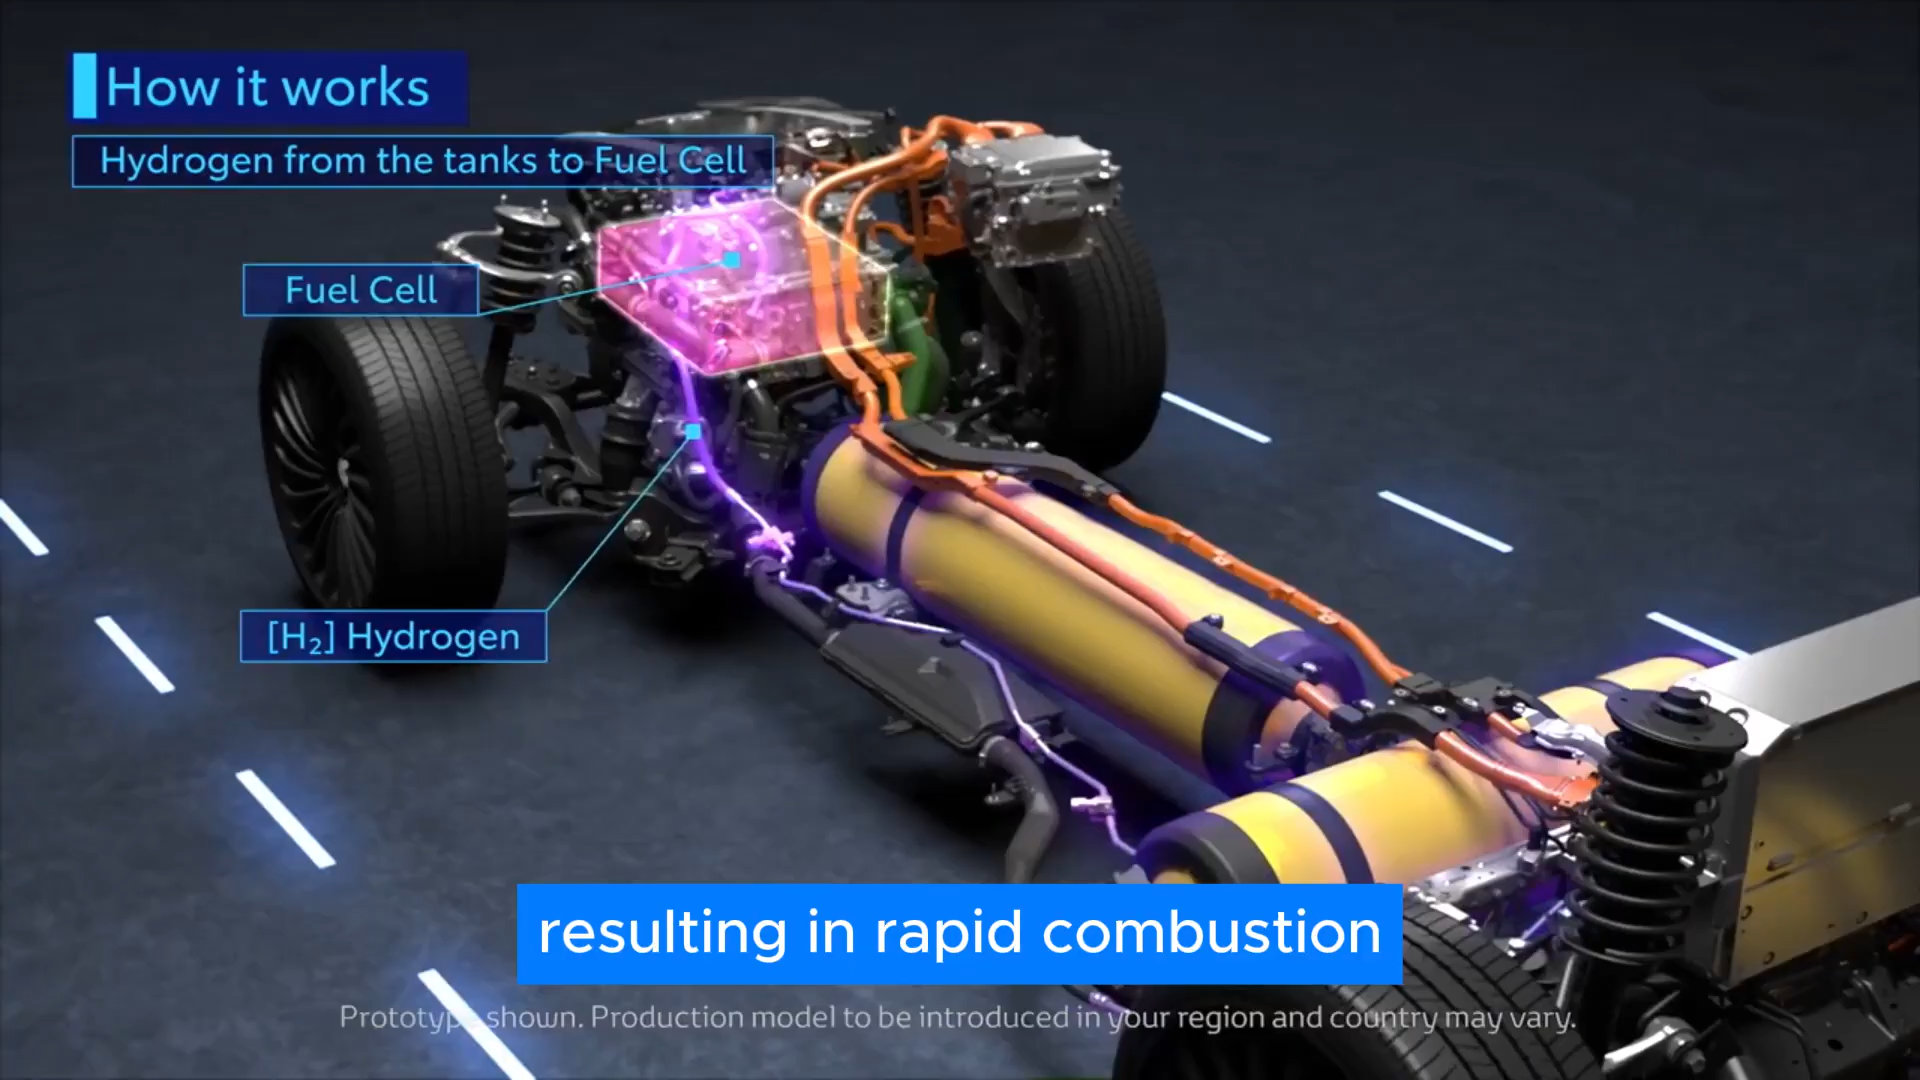 How it works
Hydrogen from the tanks to Fuel Cell
Fuel Cell
[H₂] Hydrogen
resulting in rapid combustion
Prototype shown. Production model to be introduced in your region and country may vary.